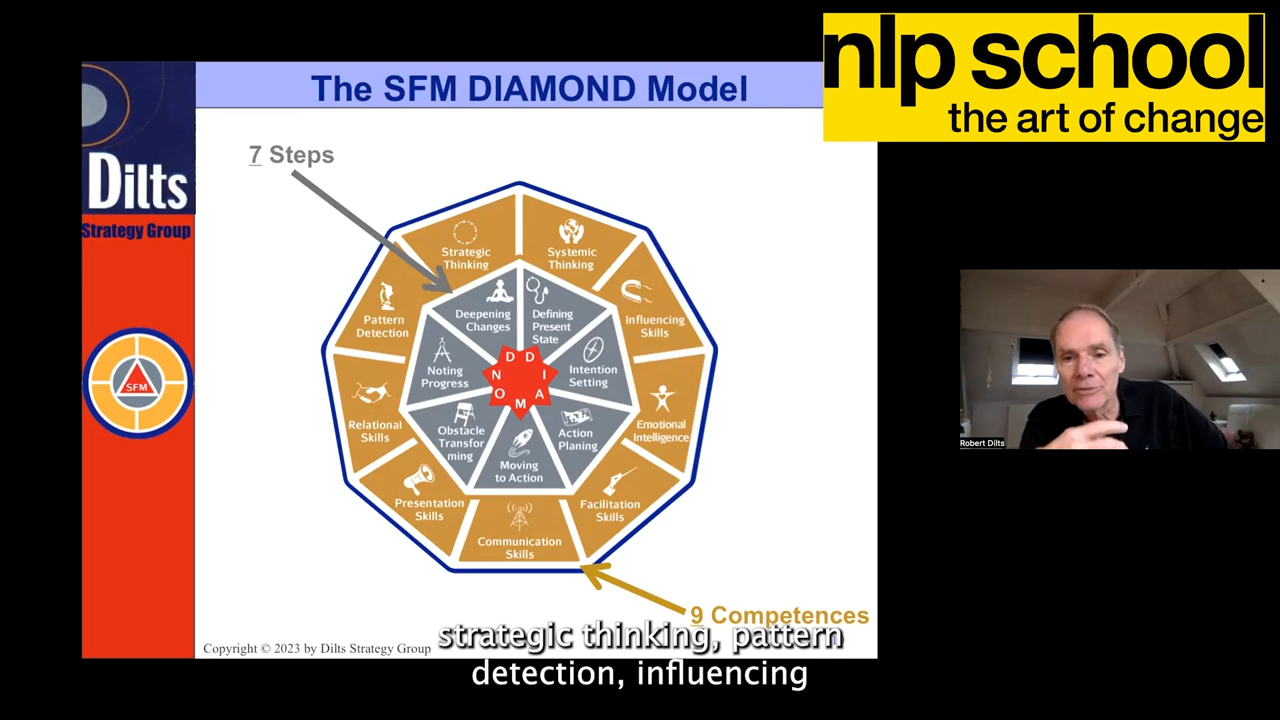 nlp school
the art of change
The SFM DIAMOND Model
Dilts
Strategy Group
SFM
7 Steps
Strategic
Thinking
Systemic
Thinking
Influencing
Skills
Emotional
Intelligence
Facilitation
Skills
Communication
Skills
Presentation
Skills
Relational
Skills
Pattern
Detection
Deepening
Changes
Defining
Present
State
Intention
Setting
Action
Planing
Moving
to Action
Obstacle
Transfor
ming
Noting
Progress
D
I
A
M
O
N
D
9 Competences
Copyright © 2023 by Dilts Strategy Group
strategic thinking, pattern
detection, influencing
Robert Dilts